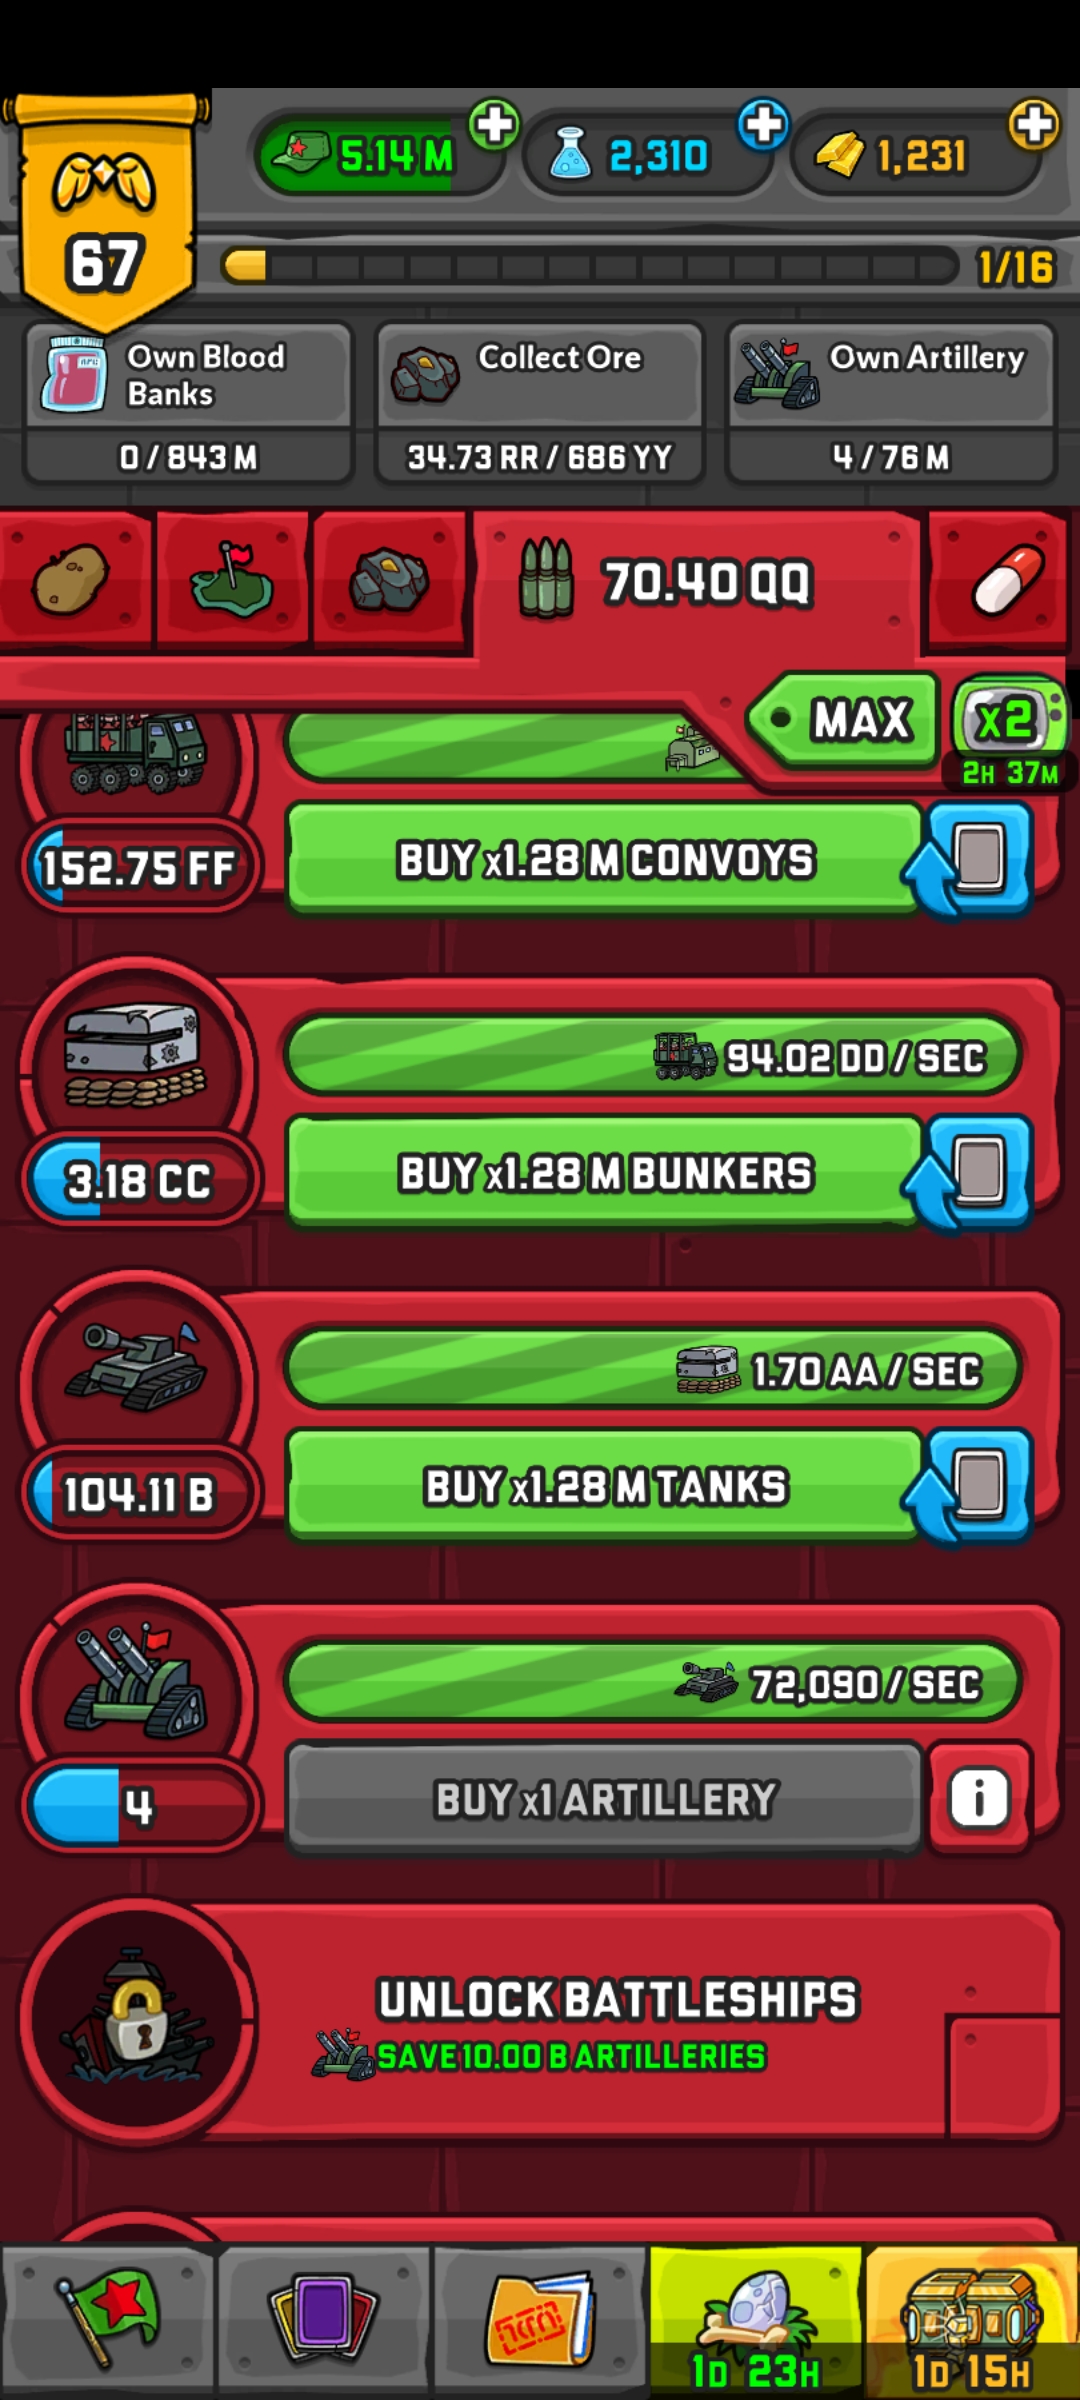 5.14 M
2,310
1,231
67
1/16
Own Blood
Banks
0 / 843 M
Collect Ore
34.73 RR / 686 YY
Own Artillery
4 / 76 M
70.40 QQ
MAX
x2
2H 37M
152.75 FF
BUY x1.28 M CONVOYS
94.02 DD / SEC
3.18 CC
BUY x1.28 M BUNKERS
1.70 AA / SEC
104.11 B
BUY x1.28 M TANKS
72,090 / SEC
4
BUY x1 ARTILLERY
i
UNLOCK BATTLESHIPS
SAVE 10.00 B ARTILLERIES
1D 23H
1D 15H